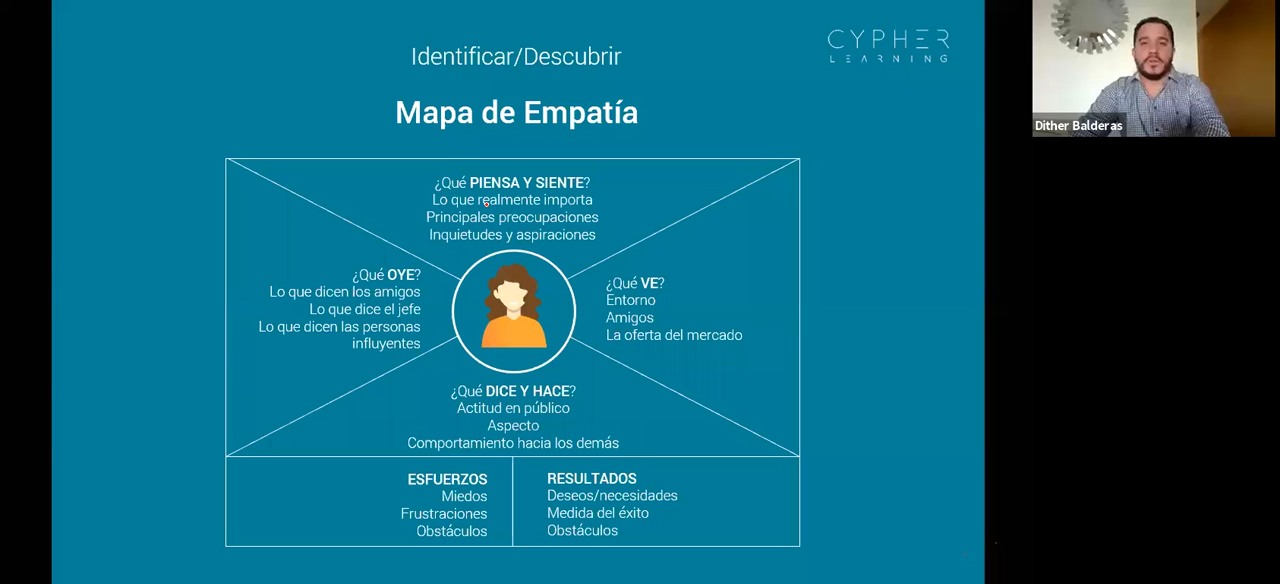 Identificar/Descubrir
CYPHER
LEARNING
Mapa de Empatía
¿Qué PIENSA Y SIENTE?
Lo que realmente importa
Principales preocupaciones
Inquietudes y aspiraciones
¿Qué OYE?
Lo que dicen los amigos
Lo que dice el jefe
Lo que dicen las personas
influyentes
¿Qué VE?
Entorno
Amigos
La oferta del mercado
¿Qué DICE Y HACE?
Actitud en público
Aspecto
Comportamiento hacia los demás
ESFUERZOS
Miedos
Frustraciones
Obstáculos
RESULTADOS
Deseos/necesidades
Medida del éxito
Obstáculos
Dither Balderas